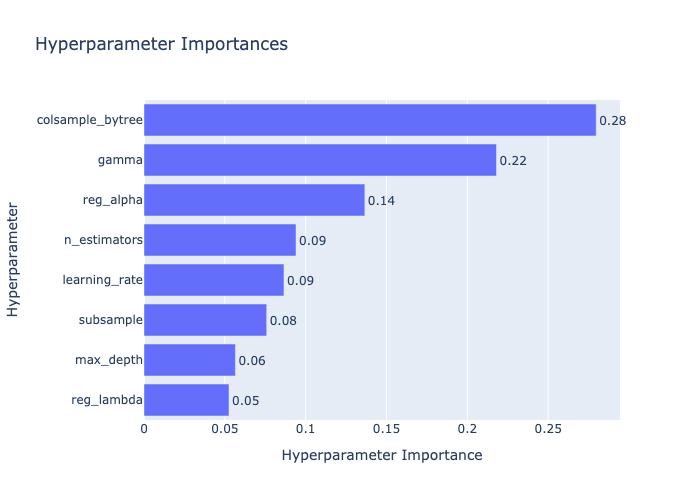 Hyperparameter Importances
Hyperparameter
colsample_bytree 0.28
gamma 0.22
reg_alpha 0.14
n_estimators 0.09
learning_rate 0.09
subsample 0.08
max_depth 0.06
reg_lambda 0.05
0 0.05 0.1 0.15 0.2 0.25
Hyperparameter Importance